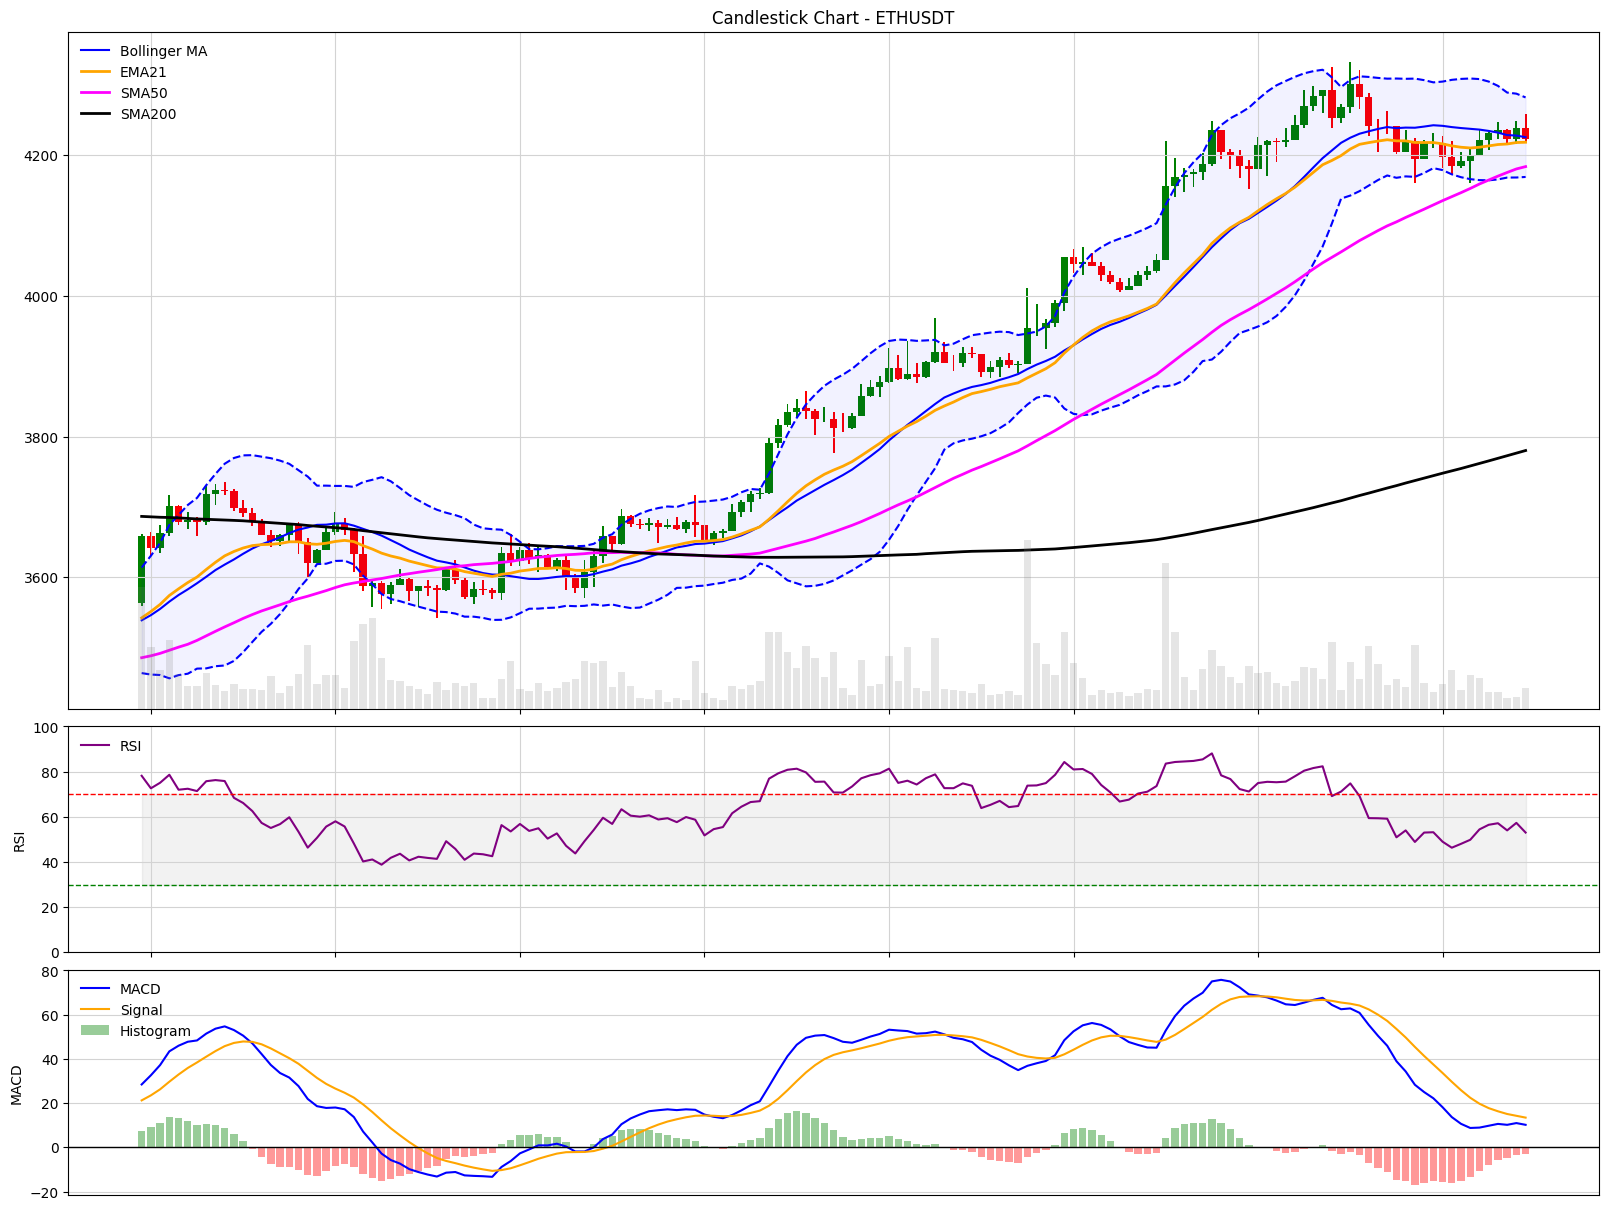 Candlestick Chart - ETHUSDT
Bollinger MA
EMA21
SMA50
SMA200
4200
4000
3800
3600
100
RSI
80
60
RSI
40
20
0
80
MACD
60
Signal
Histogram
40
MACD
20
0
−20